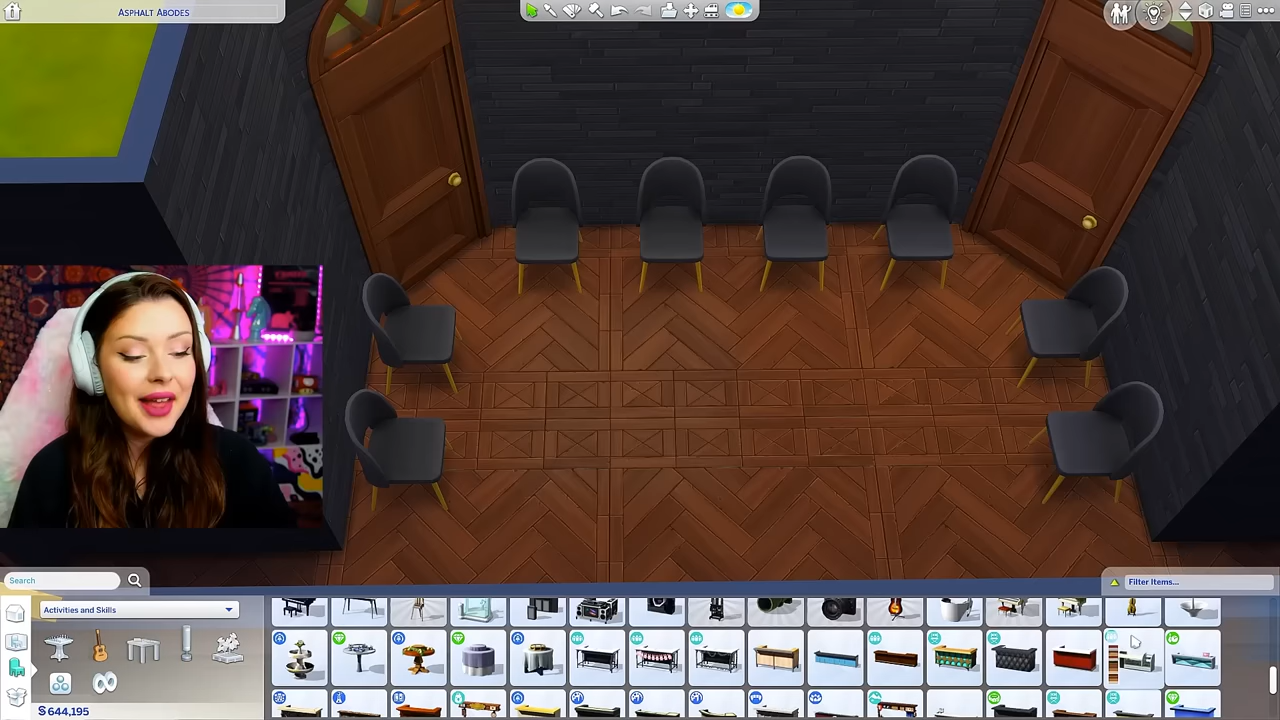 ASPHALT ABODES
Search
Filter Items...
Activities and Skills
§644,195